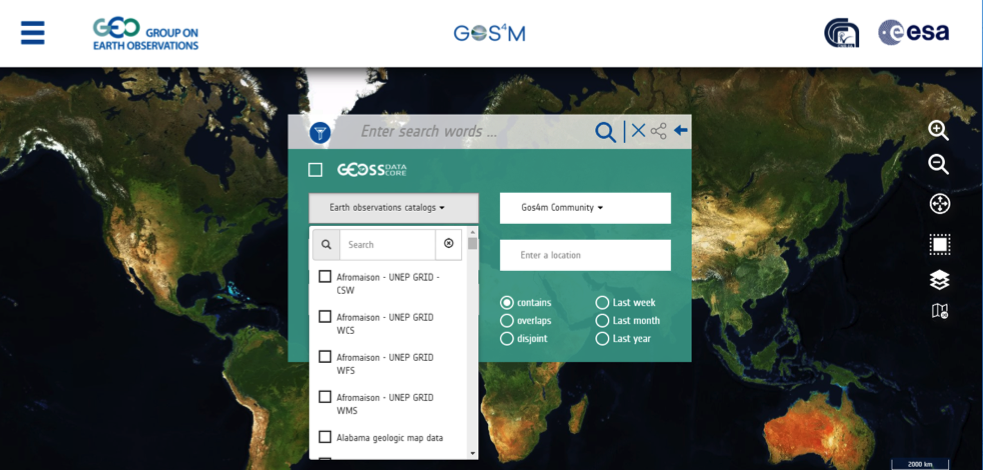 GEO GROUP ON
EARTH OBSERVATIONS
GOS⁴M
esa
Enter search words ...
GEOSS DATA
CORE
Earth observations catalogs
Gos4m Community
Search
Enter a location
Afromaison - UNEP GRID -
CSW
Afromaison - UNEP GRID
WCS
Afromaison - UNEP GRID
WFS
Afromaison - UNEP GRID
WMS
Alabama geologic map data
contains
Last week
overlaps
Last month
disjoint
Last year
2000 km